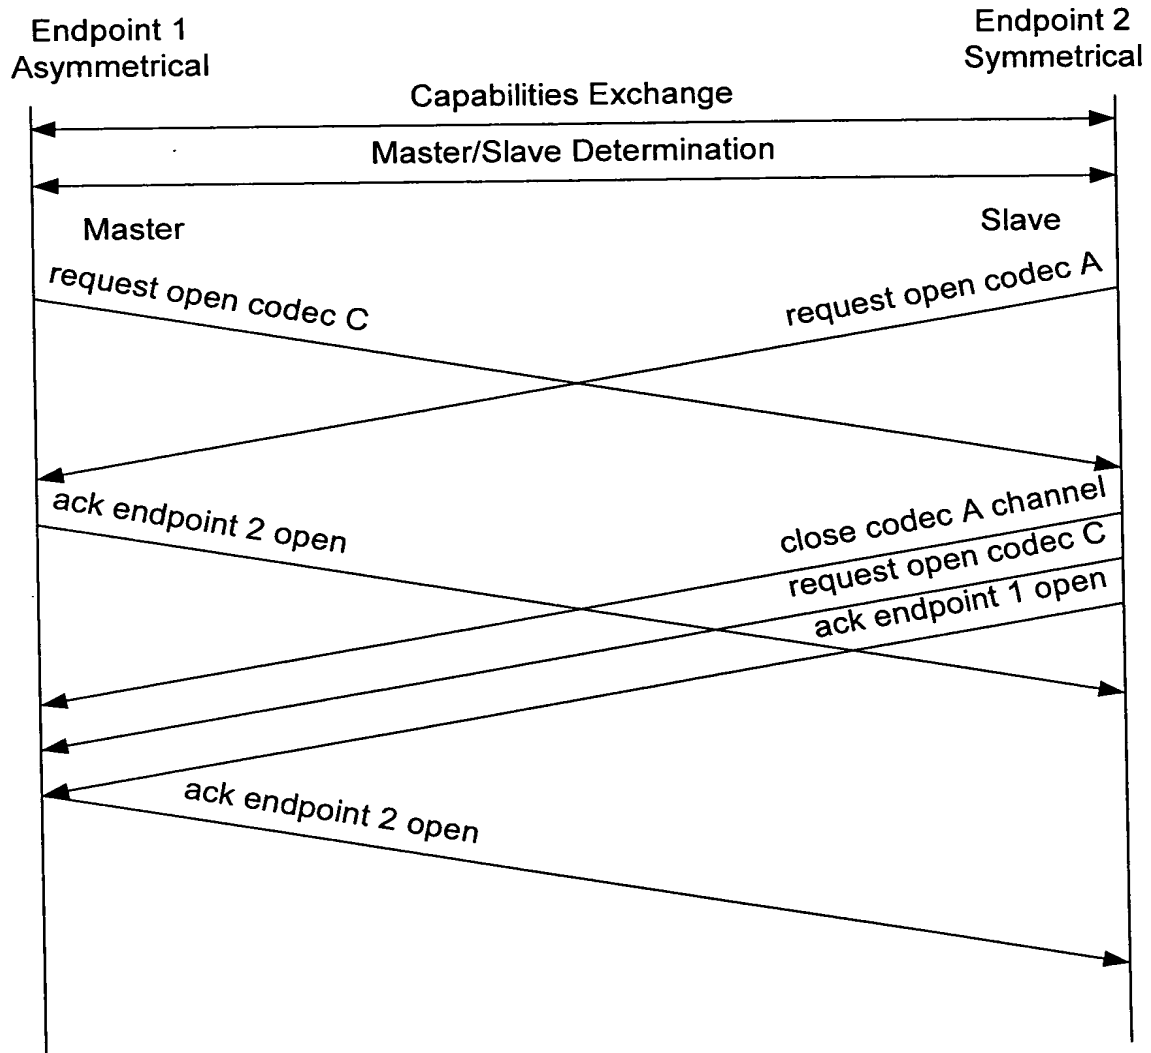 Endpoint 1
Asymmetrical
Endpoint 2
Symmetrical
Capabilities Exchange
Master/Slave Determination
Master
Slave
request open codec C
request open codec A
ack endpoint 2 open
close codec A channel
request open codec C
ack endpoint 1 open
ack endpoint 2 open